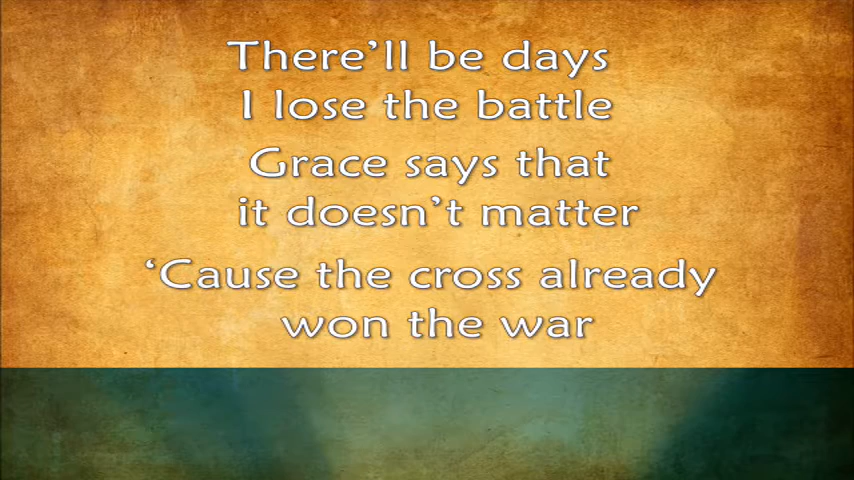 There’ll be days
I lose the battle
Grace says that
it doesn’t matter
‘Cause the cross already
won the war